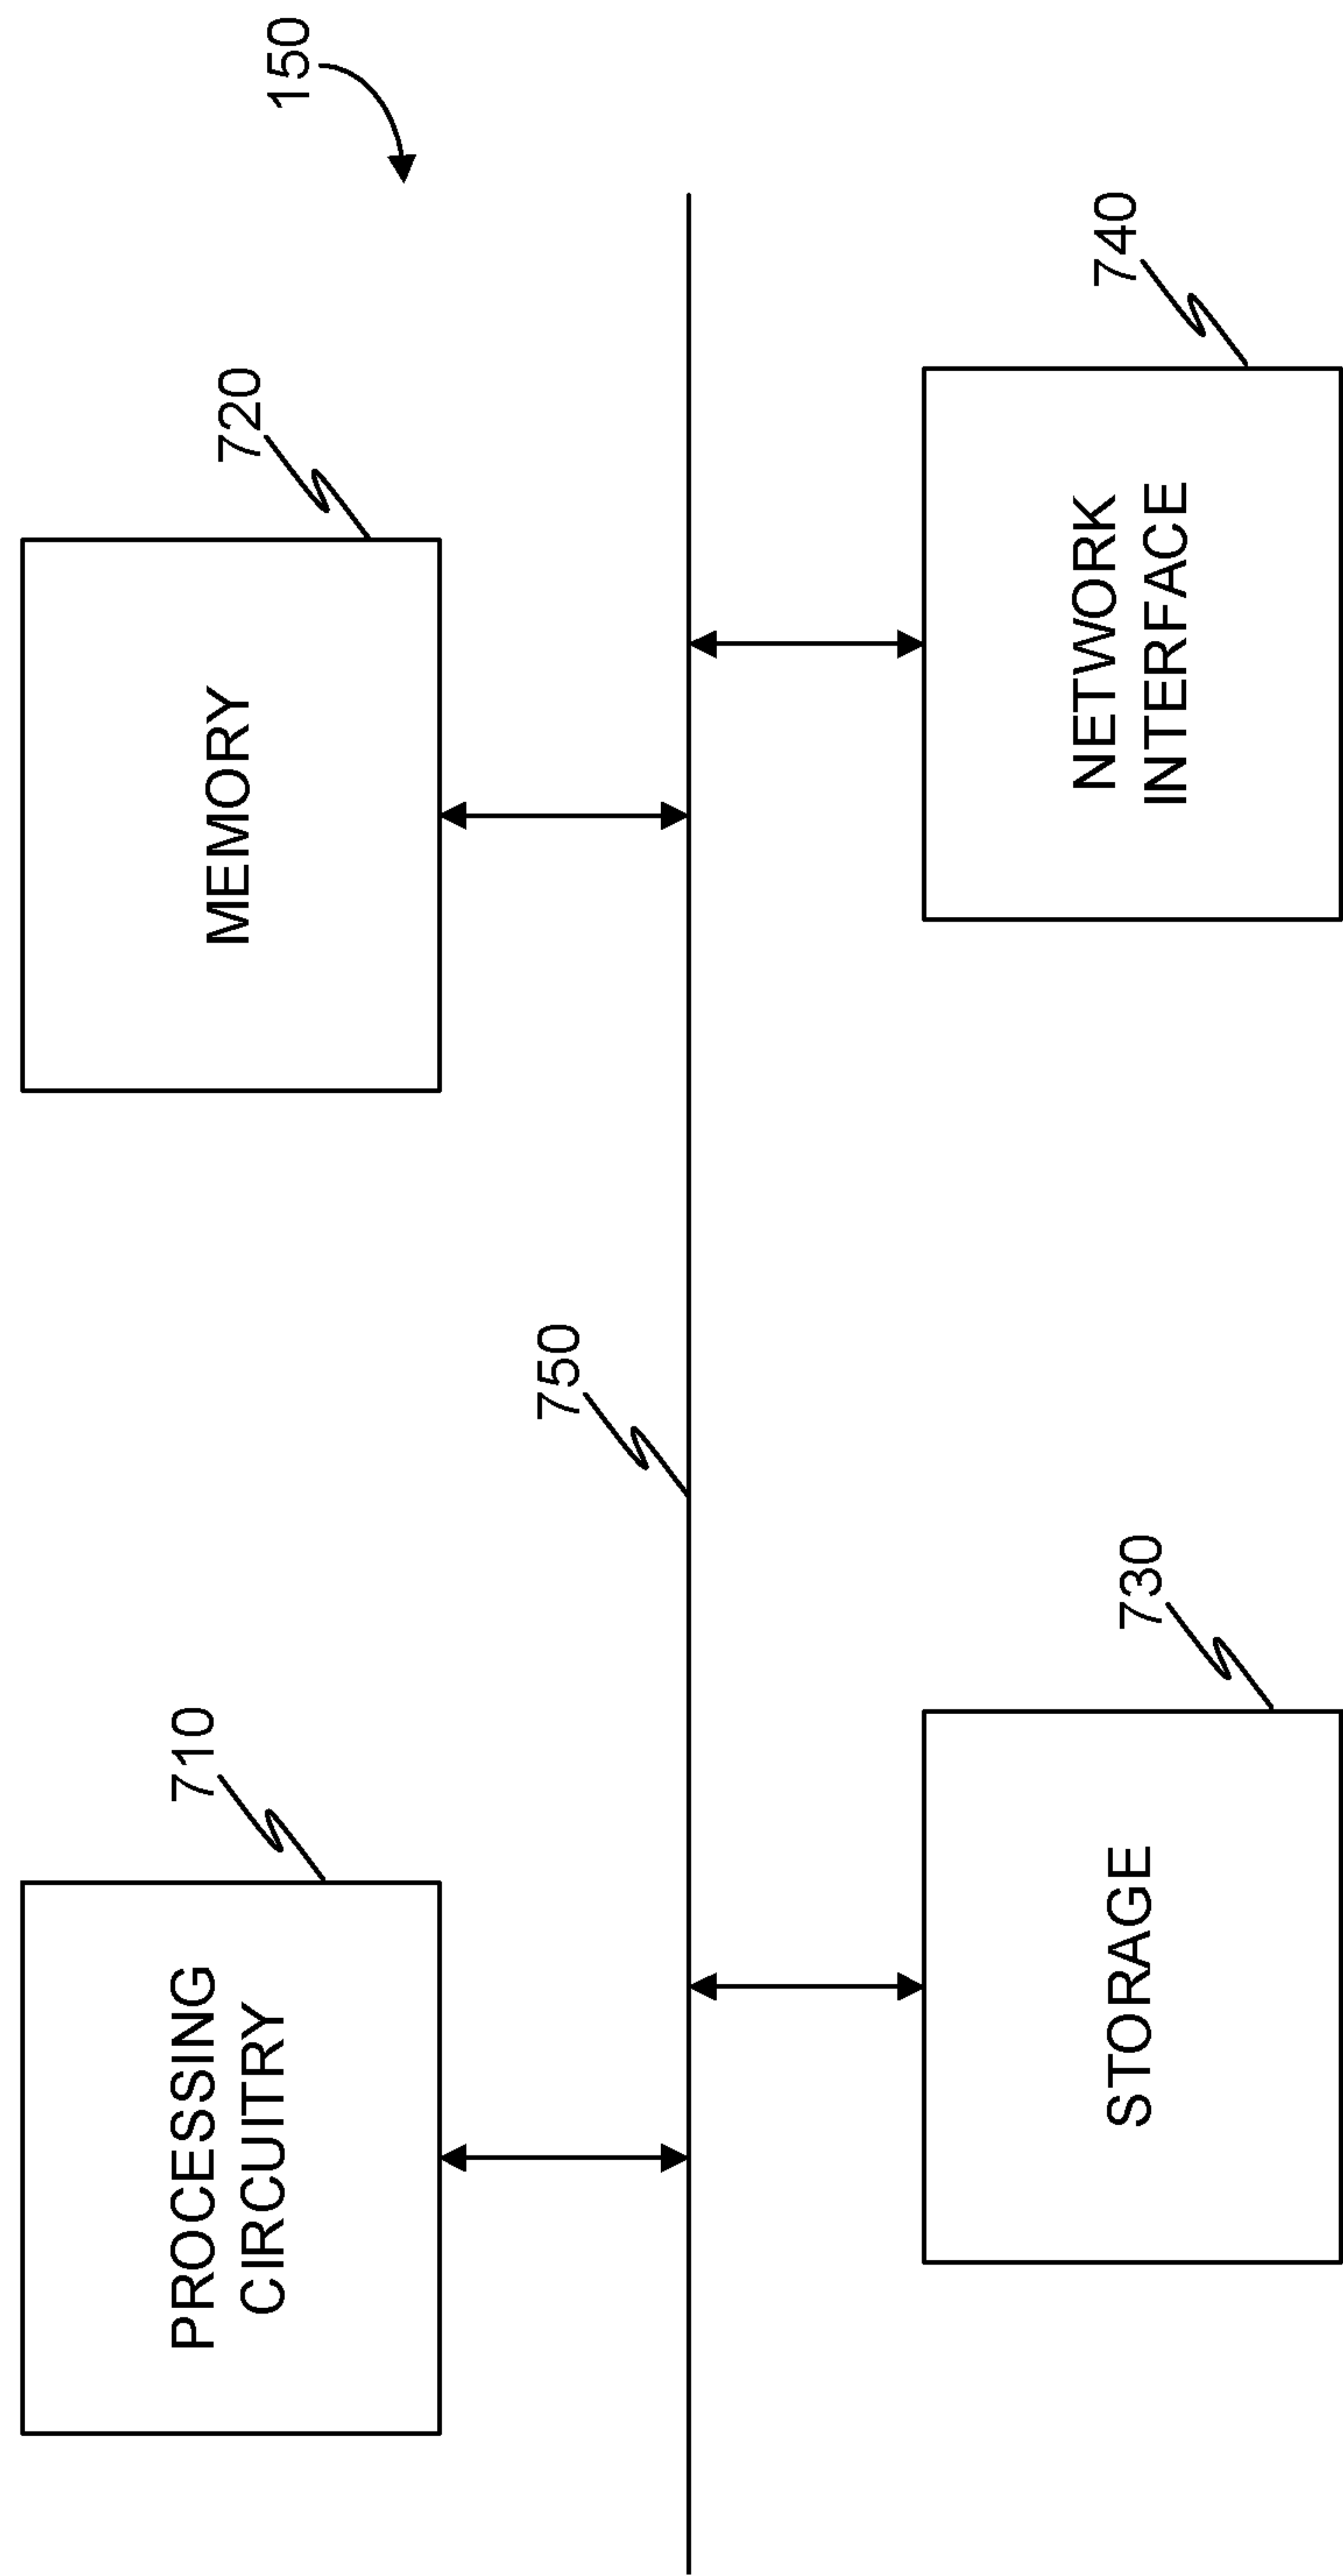 150
710
PROCESSING
CIRCUITRY
720
MEMORY
750
730
STORAGE
740
NETWORK
INTERFACE